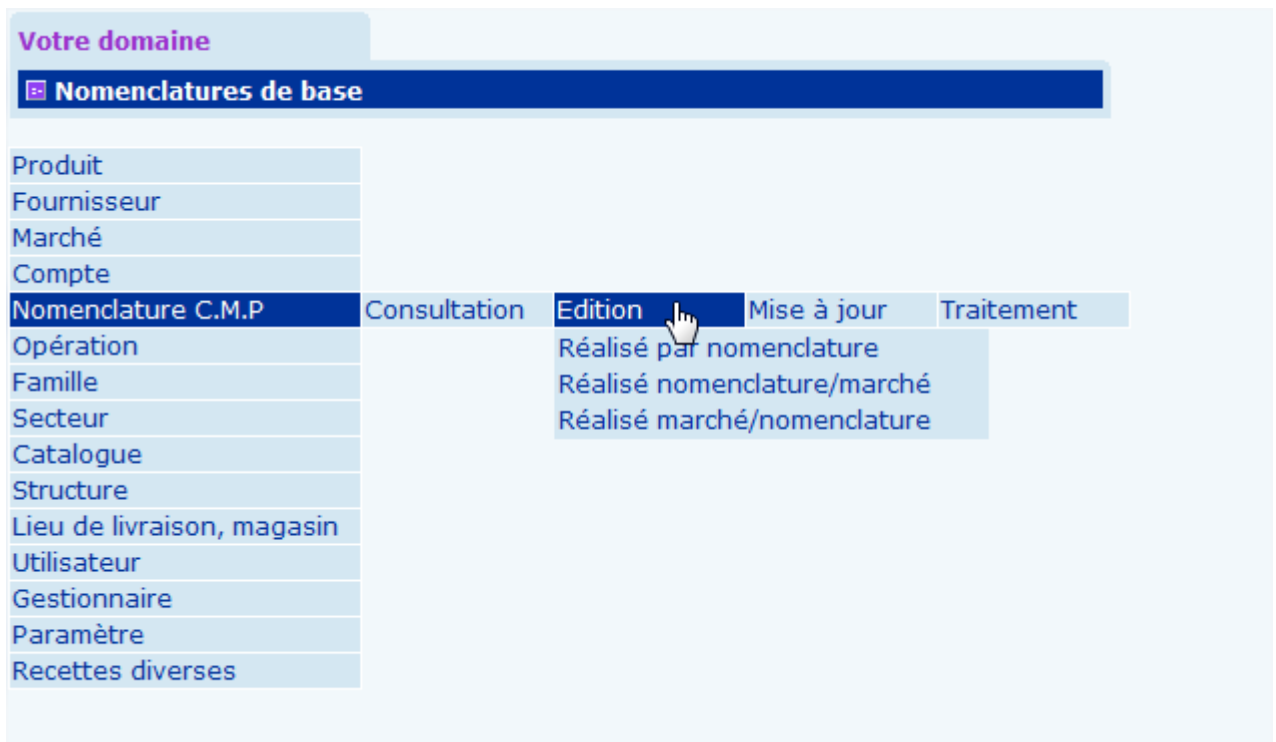 Votre domaine
Nomenclatures de base
Produit
Fournisseur
Marché
Compte
Nomenclature C.M.P Consultation Edition Mise à jour Traitement
Opération Réalisé par nomenclature
Famille Réalisé nomenclature/marché
Secteur Réalisé marché/nomenclature
Catalogue
Structure
Lieu de livraison, magasin
Utilisateur
Gestionnaire
Paramètre
Recettes diverses